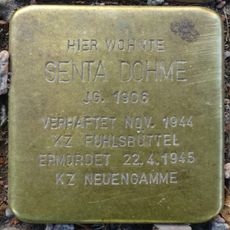 HIER WOHNTE
SENTA DOHME
JG. 1906
VERHAFTET NOV. 1944
KZ FUHLSBÜTTEL
ERMORDET 22.4.1945
KZ NEUENGAMME